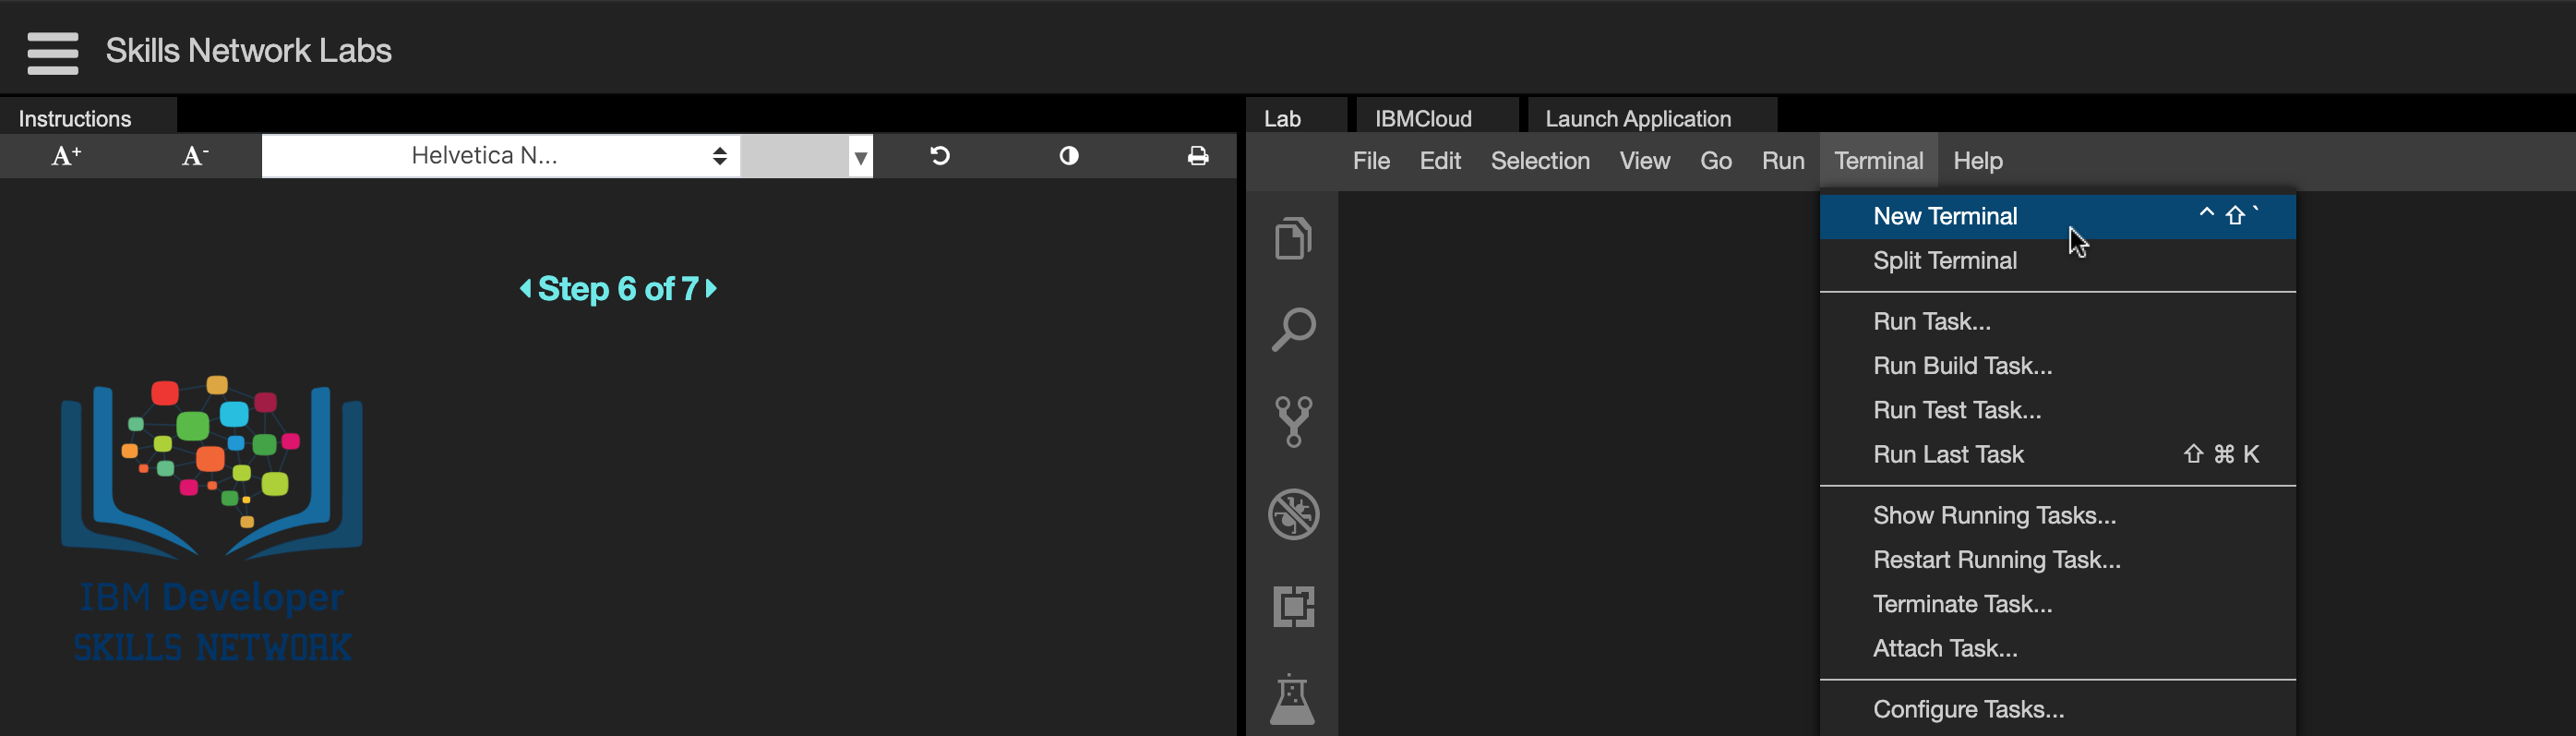 Skills Network Labs
Instructions
A+ A- Helvetica N...
Step 6 of 7
IBM Developer
SKILLS NETWORK
Lab IBMCloud Launch Application
File Edit Selection View Go Run Terminal Help
New Terminal ^ ⇧ `
Split Terminal
Run Task...
Run Build Task...
Run Test Task...
Run Last Task ⇧ ⌘ K
Show Running Tasks...
Restart Running Task...
Terminate Task...
Attach Task...
Configure Tasks...